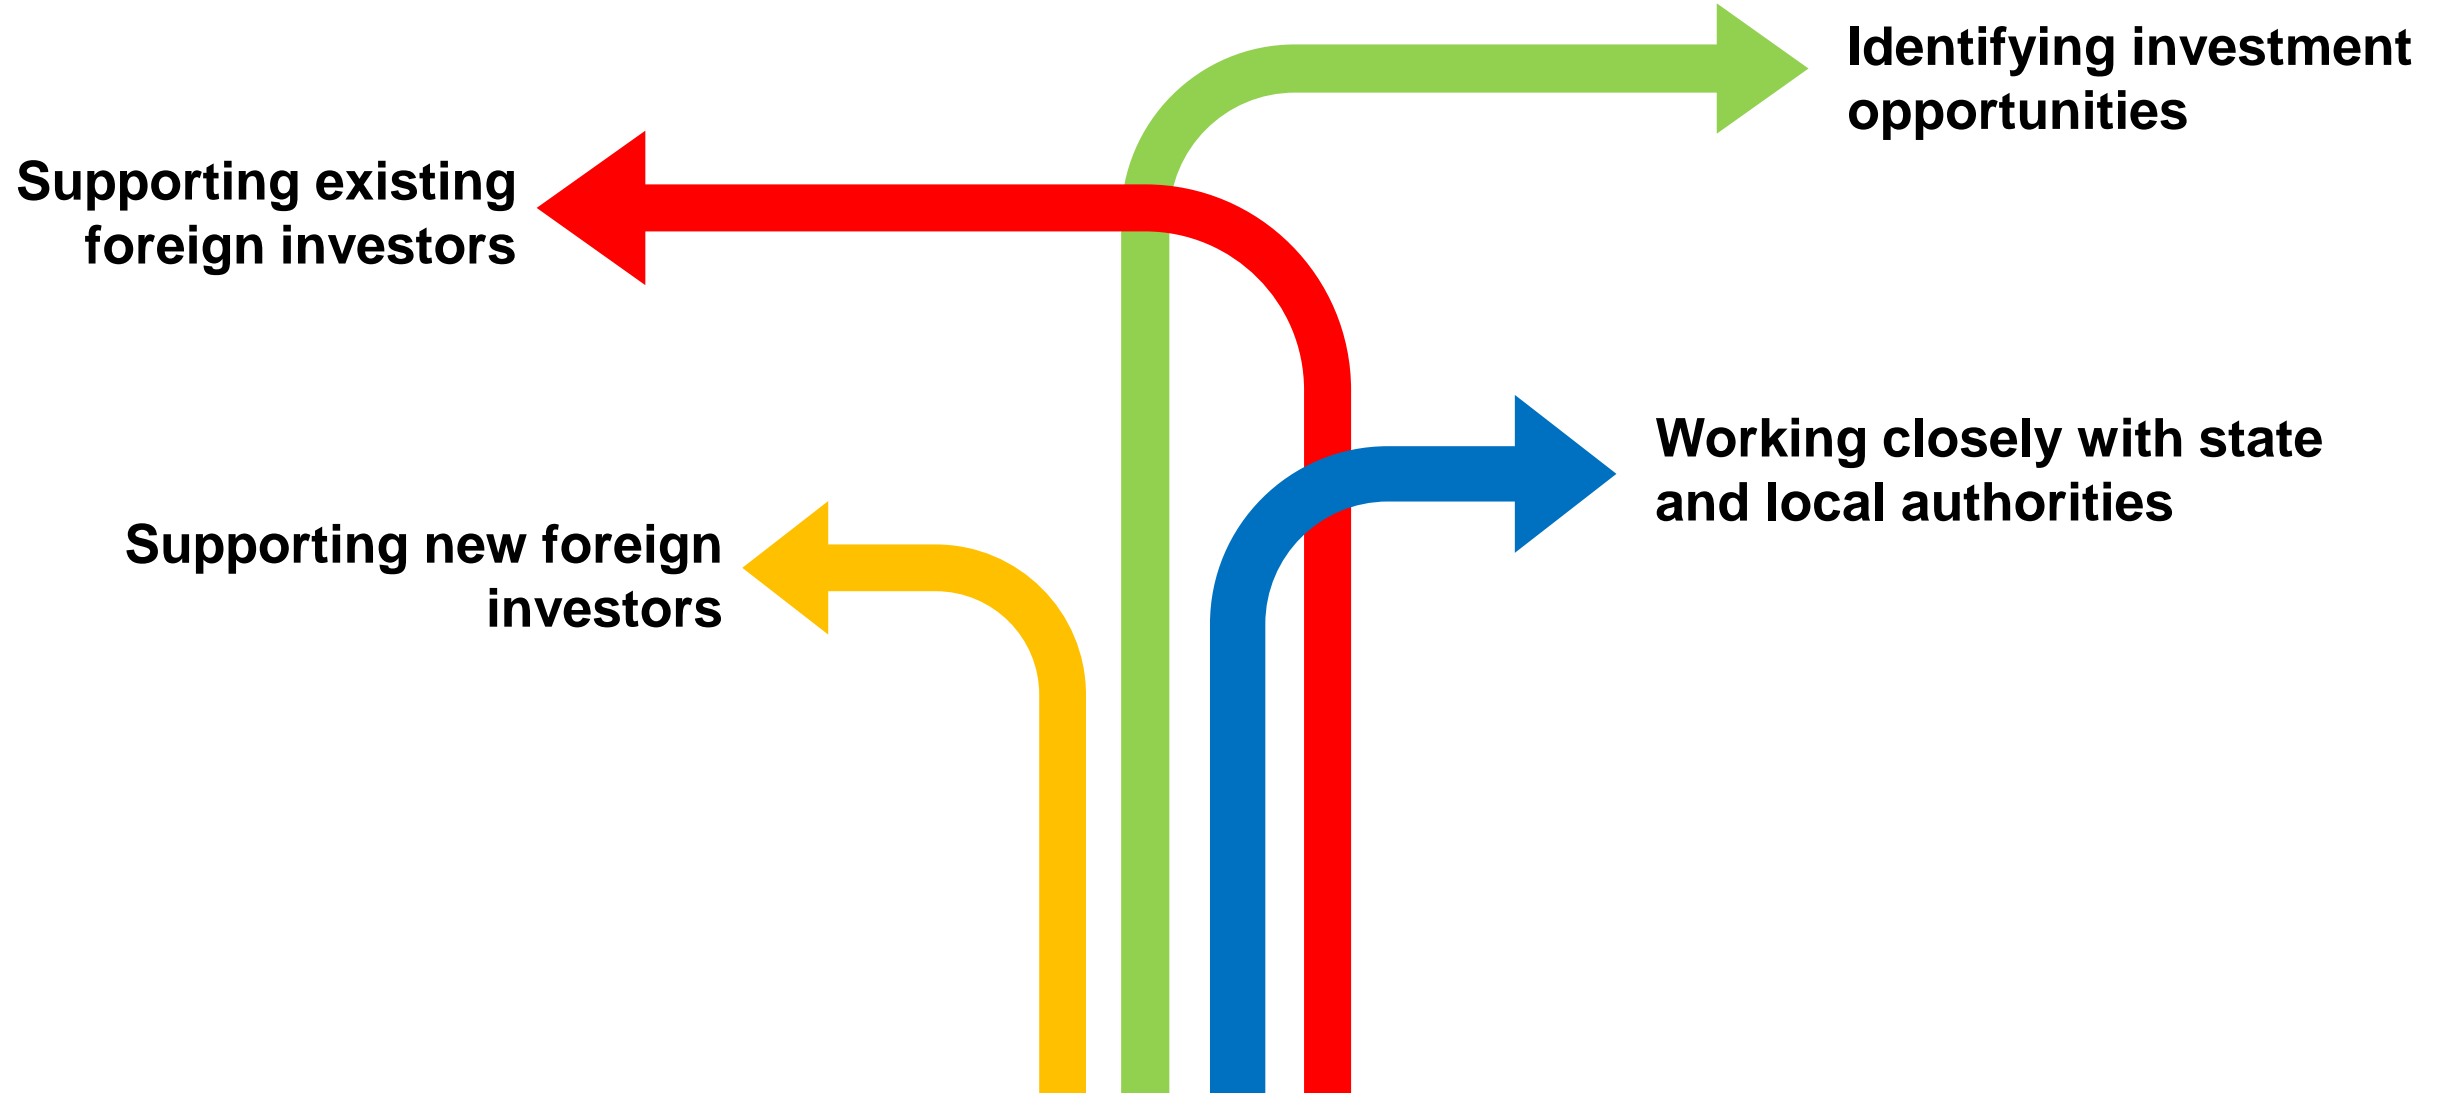 Identifying investment
opportunities
Supporting existing
foreign investors
Working closely with state
and local authorities
Supporting new foreign
investors